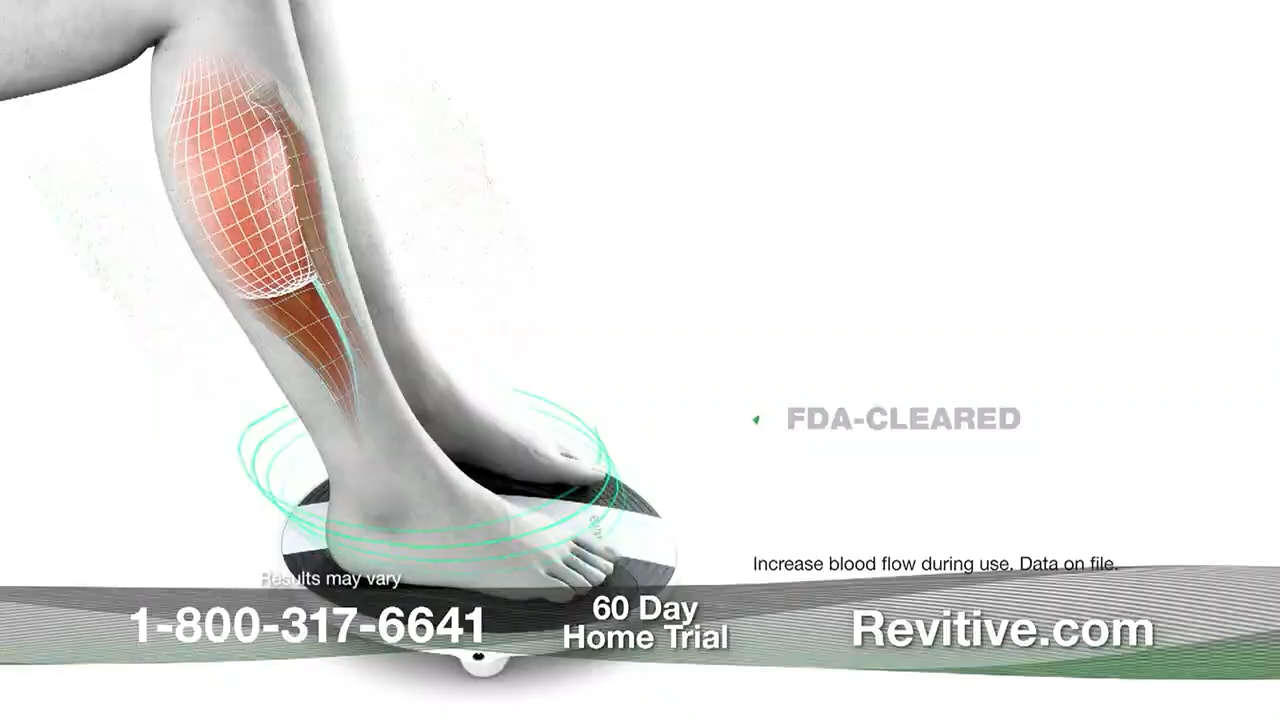 FDA-CLEARED
Increase blood flow during use. Data on file.
Results may vary
1-800-317-6641
60 Day
Home Trial
Revitive.com